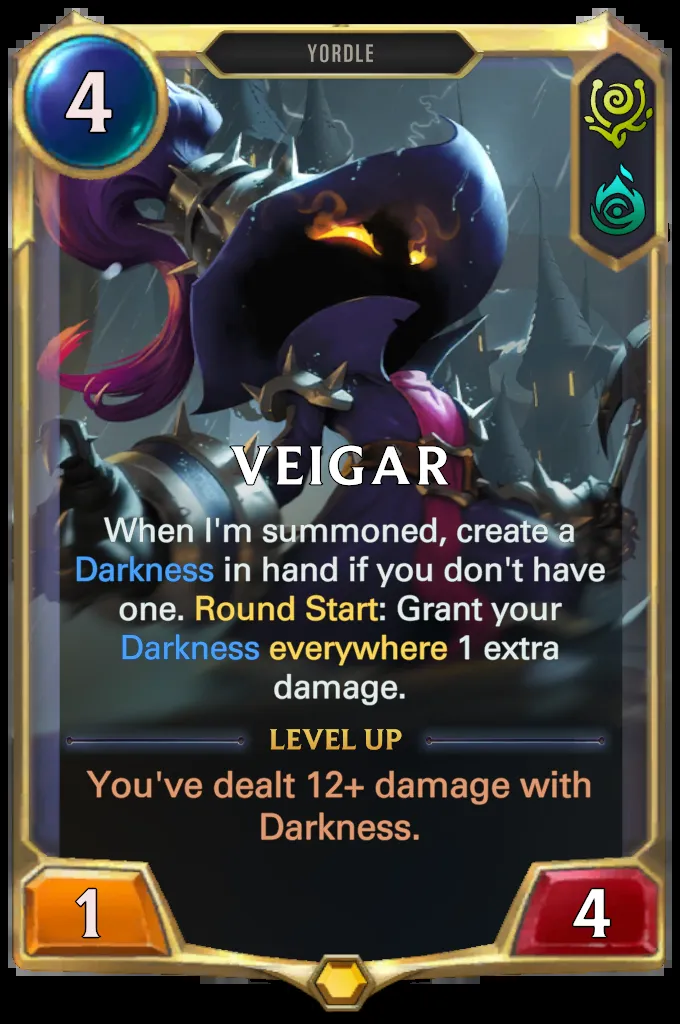 YORDLE
4
VEIGAR
When I'm summoned, create a
Darkness in hand if you don't have
one. Round Start: Grant your
Darkness everywhere 1 extra
damage.
LEVEL UP
You've dealt 12+ damage with
Darkness.
1
4